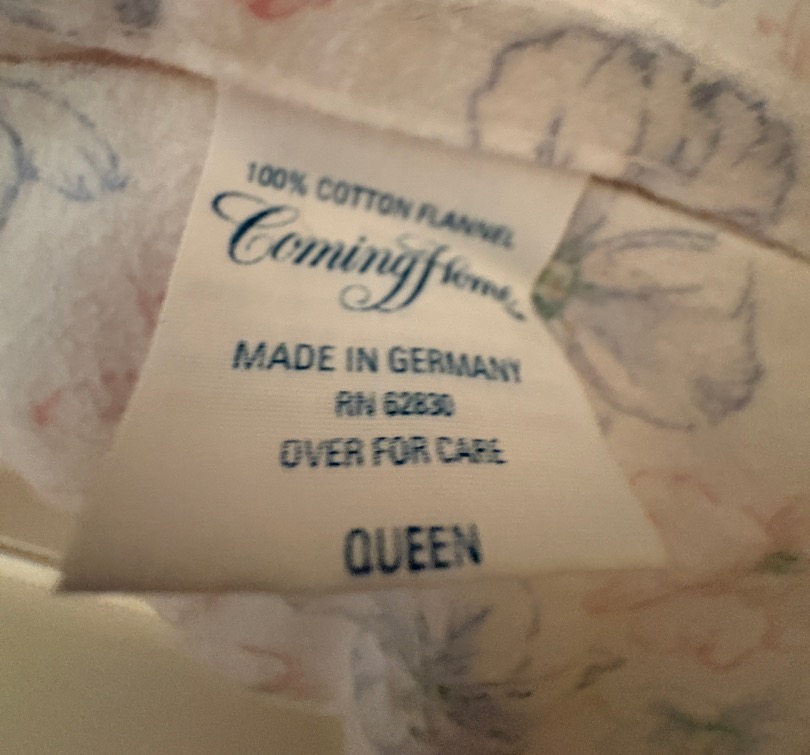 100% COTTON FLANNEL
Coming Home
MADE IN GERMANY
RN 62830
OVER FOR CARE
QUEEN